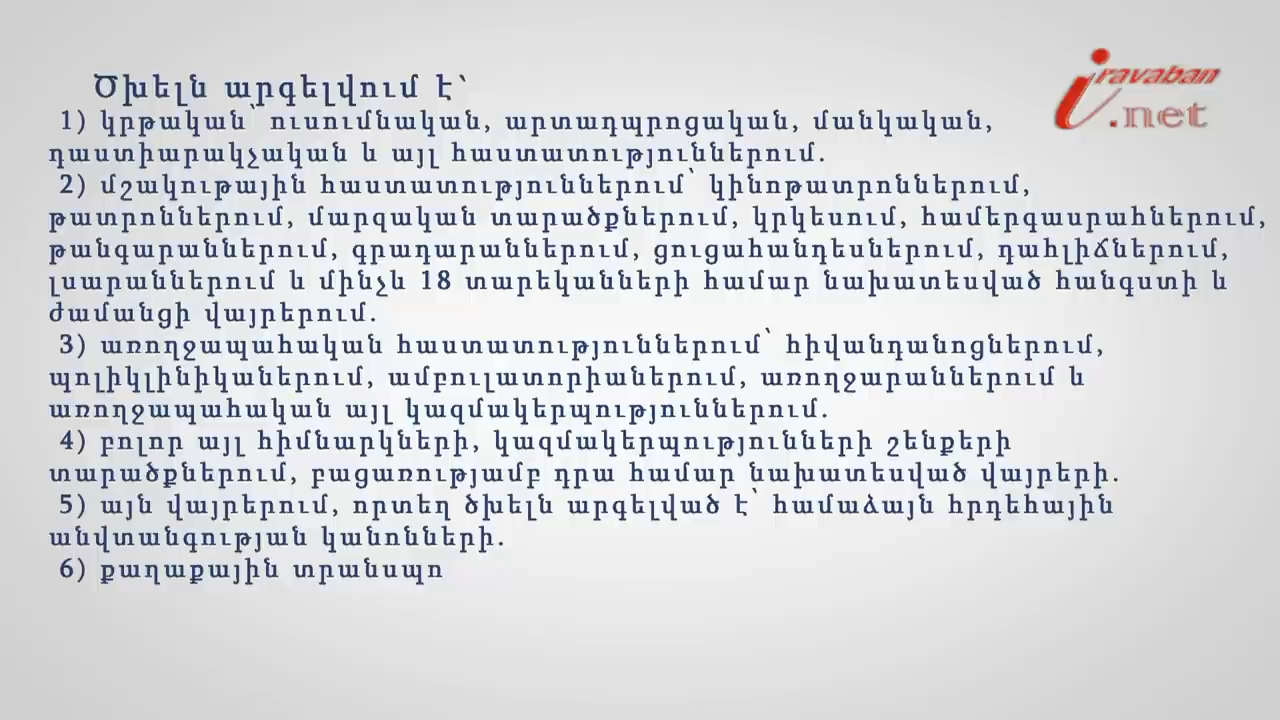 Ծխելն արգելվում է՝
iravaban
.net
1) կրթական՝ ուսումնական, արտադպրոցական, մանկական,
դաստիարակչական և այլ հաստատություններում.
2) մշակութային հաստատություններում՝ կինոթատրոններում,
թատրոններում, մարզական տարածքներում, կրկեսում, համերգասրահներում,
թանգարաններում, գրադարաններում, ցուցահանդեսներում, դահլիճներում,
լսարաններում և մինչև 18 տարեկանների համար նախատեսված հանգստի և
ժամանցի վայրերում.
3) առողջապահական հաստատություններում՝ հիվանդանոցներում,
պոլիկլինիկաներում, ամբուլատորիաներում, առողջարաններում և
առողջապահական այլ կազմակերպություններում.
4) բոլոր այլ հիմնարկների, կազմակերպությունների շենքերի
տարածքներում, բացառությամբ դրա համար նախատեսված վայրերի.
5) այն վայրերում, որտեղ ծխելն արգելված է՝ համաձայն հրդեհային
անվտանգության կանոնների.
6) քաղաքային տրանսպո